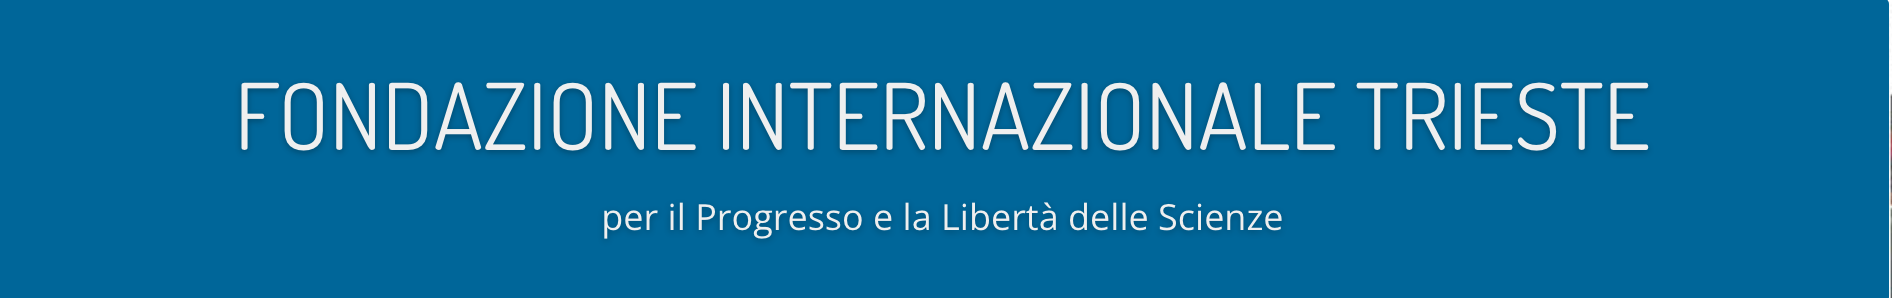 FONDAZIONE INTERNAZIONALE TRIESTE
per il Progresso e la Libertà delle Scienze